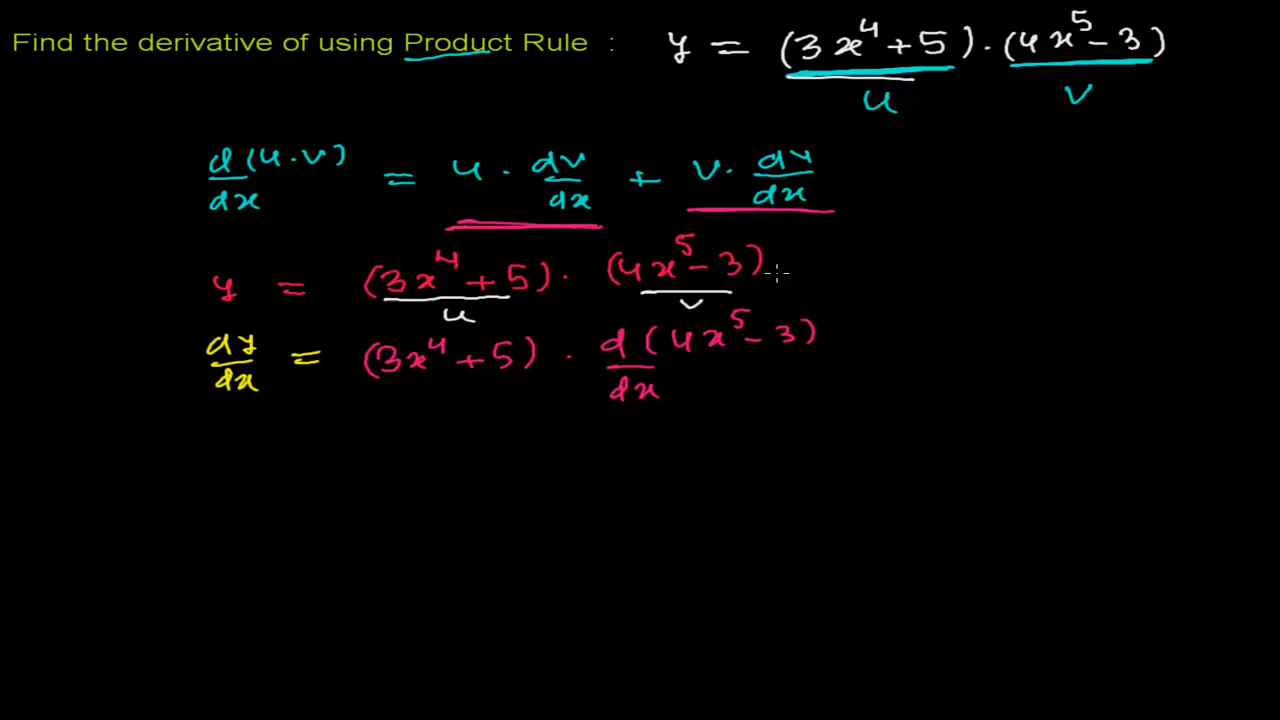 Find the derivative of using Product Rule : y = (3x⁴+5)·(4x⁵-3)
u v
d/dx (u·v) = u · dv/dx + v · du/dx
y = (3x⁴+5) · (4x⁵-3)
u v
dy/dx = (3x⁴+5) · d/dx (4x⁵-3)